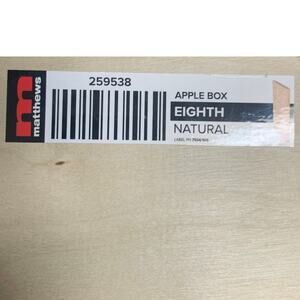 m
matthews
259538
APPLE BOX
EIGHTH
NATURAL